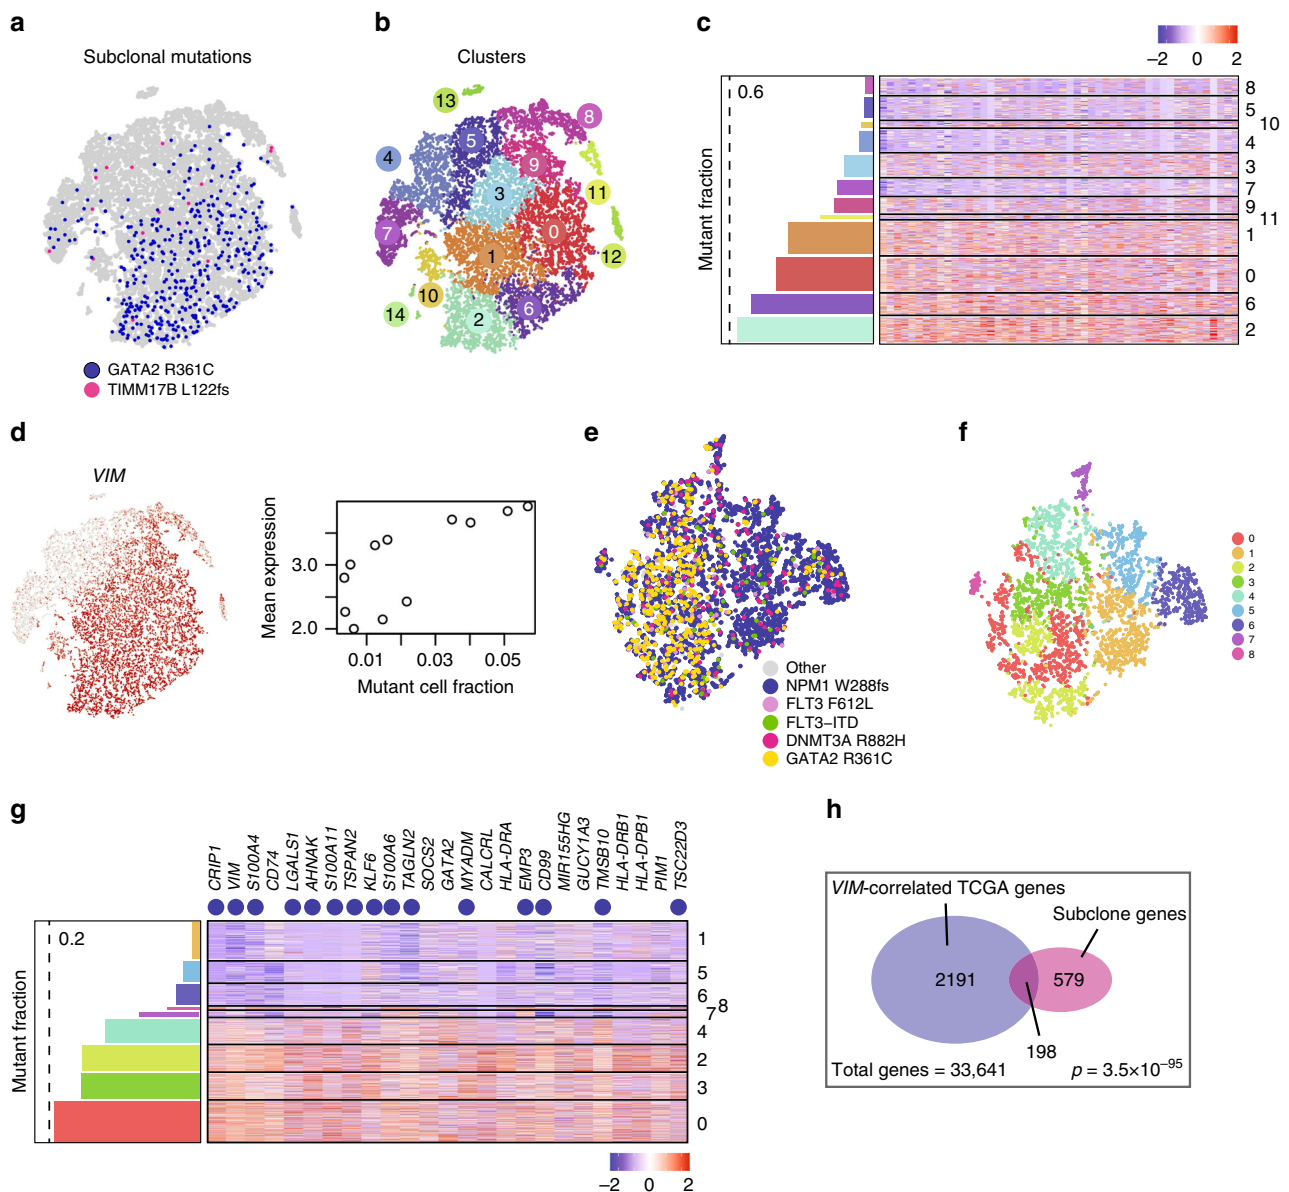 a
Subclonal mutations
GATA2 R361C
TIMM17B L122fs
b
Clusters
13
8
5
4
9
3
11
7
0
1
12
10
14
2
6
c
−2 0 2
Mutant fraction
0.6
8
5
10
4
3
7
9
11
1
0
6
2
d
VIM
Mean expression
3.0
2.0
0.01 0.03 0.05
Mutant cell fraction
e
Other
NPM1 W288fs
FLT3 F612L
FLT3−ITD
DNMT3A R882H
GATA2 R361C
f
0
1
2
3
4
5
6
7
8
g
CRIP1
VIM
S100A4
CD74
LGALS1
AHNAK
S100A11
TSPAN2
KLF6
S100A6
TAGLN2
SOCS2
GATA2
MYADM
CALCRL
HLA-DRA
EMP3
CD99
MIR155HG
GUCY1A3
TMSB10
HLA-DRB1
HLA-DPB1
PIM1
TSC22D3
Mutant fraction
0.2
1
5
6
8
7
4
2
3
0
−2 0 2
h
VIM-correlated TCGA genes
Subclone genes
2191
579
198
Total genes = 33,641
p = 3.5×10−95